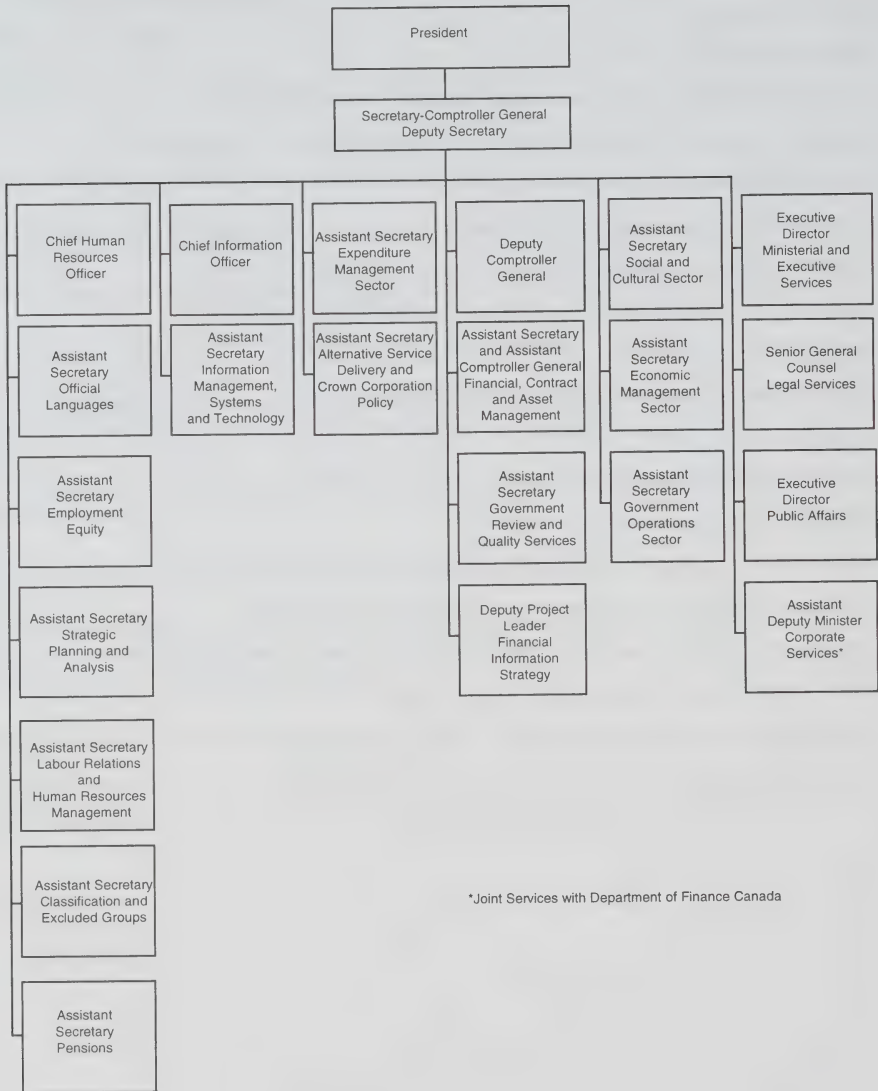 President
Secretary-Comptroller General
Deputy Secretary
Chief Human
Resources
Officer
Assistant
Secretary
Official
Languages
Assistant
Secretary
Employment
Equity
Assistant Secretary
Strategic
Planning and
Analysis
Assistant Secretary
Labour Relations
and
Human Resources
Management
Assistant Secretary
Classification and
Excluded Groups
Assistant
Secretary
Pensions
Chief Information
Officer
Assistant
Secretary
Information
Management,
Systems
and Technology
Assistant Secretary
Expenditure
Management
Sector
Assistant Secretary
Alternative Service
Delivery and
Crown Corporation
Policy
Deputy
Comptroller
General
Assistant Secretary
and Assistant
Comptroller General
Financial, Contract
and Asset
Management
Assistant
Secretary
Government
Review and
Quality Services
Deputy Project
Leader
Financial
Information
Strategy
Assistant
Secretary
Social and
Cultural Sector
Assistant
Secretary
Economic
Management
Sector
Assistant
Secretary
Government
Operations
Sector
Executive
Director
Ministerial and
Executive
Services
Senior General
Counsel
Legal Services
Executive
Director
Public Affairs
Assistant
Deputy Minister
Corporate
Services*
*Joint Services with Department of Finance Canada